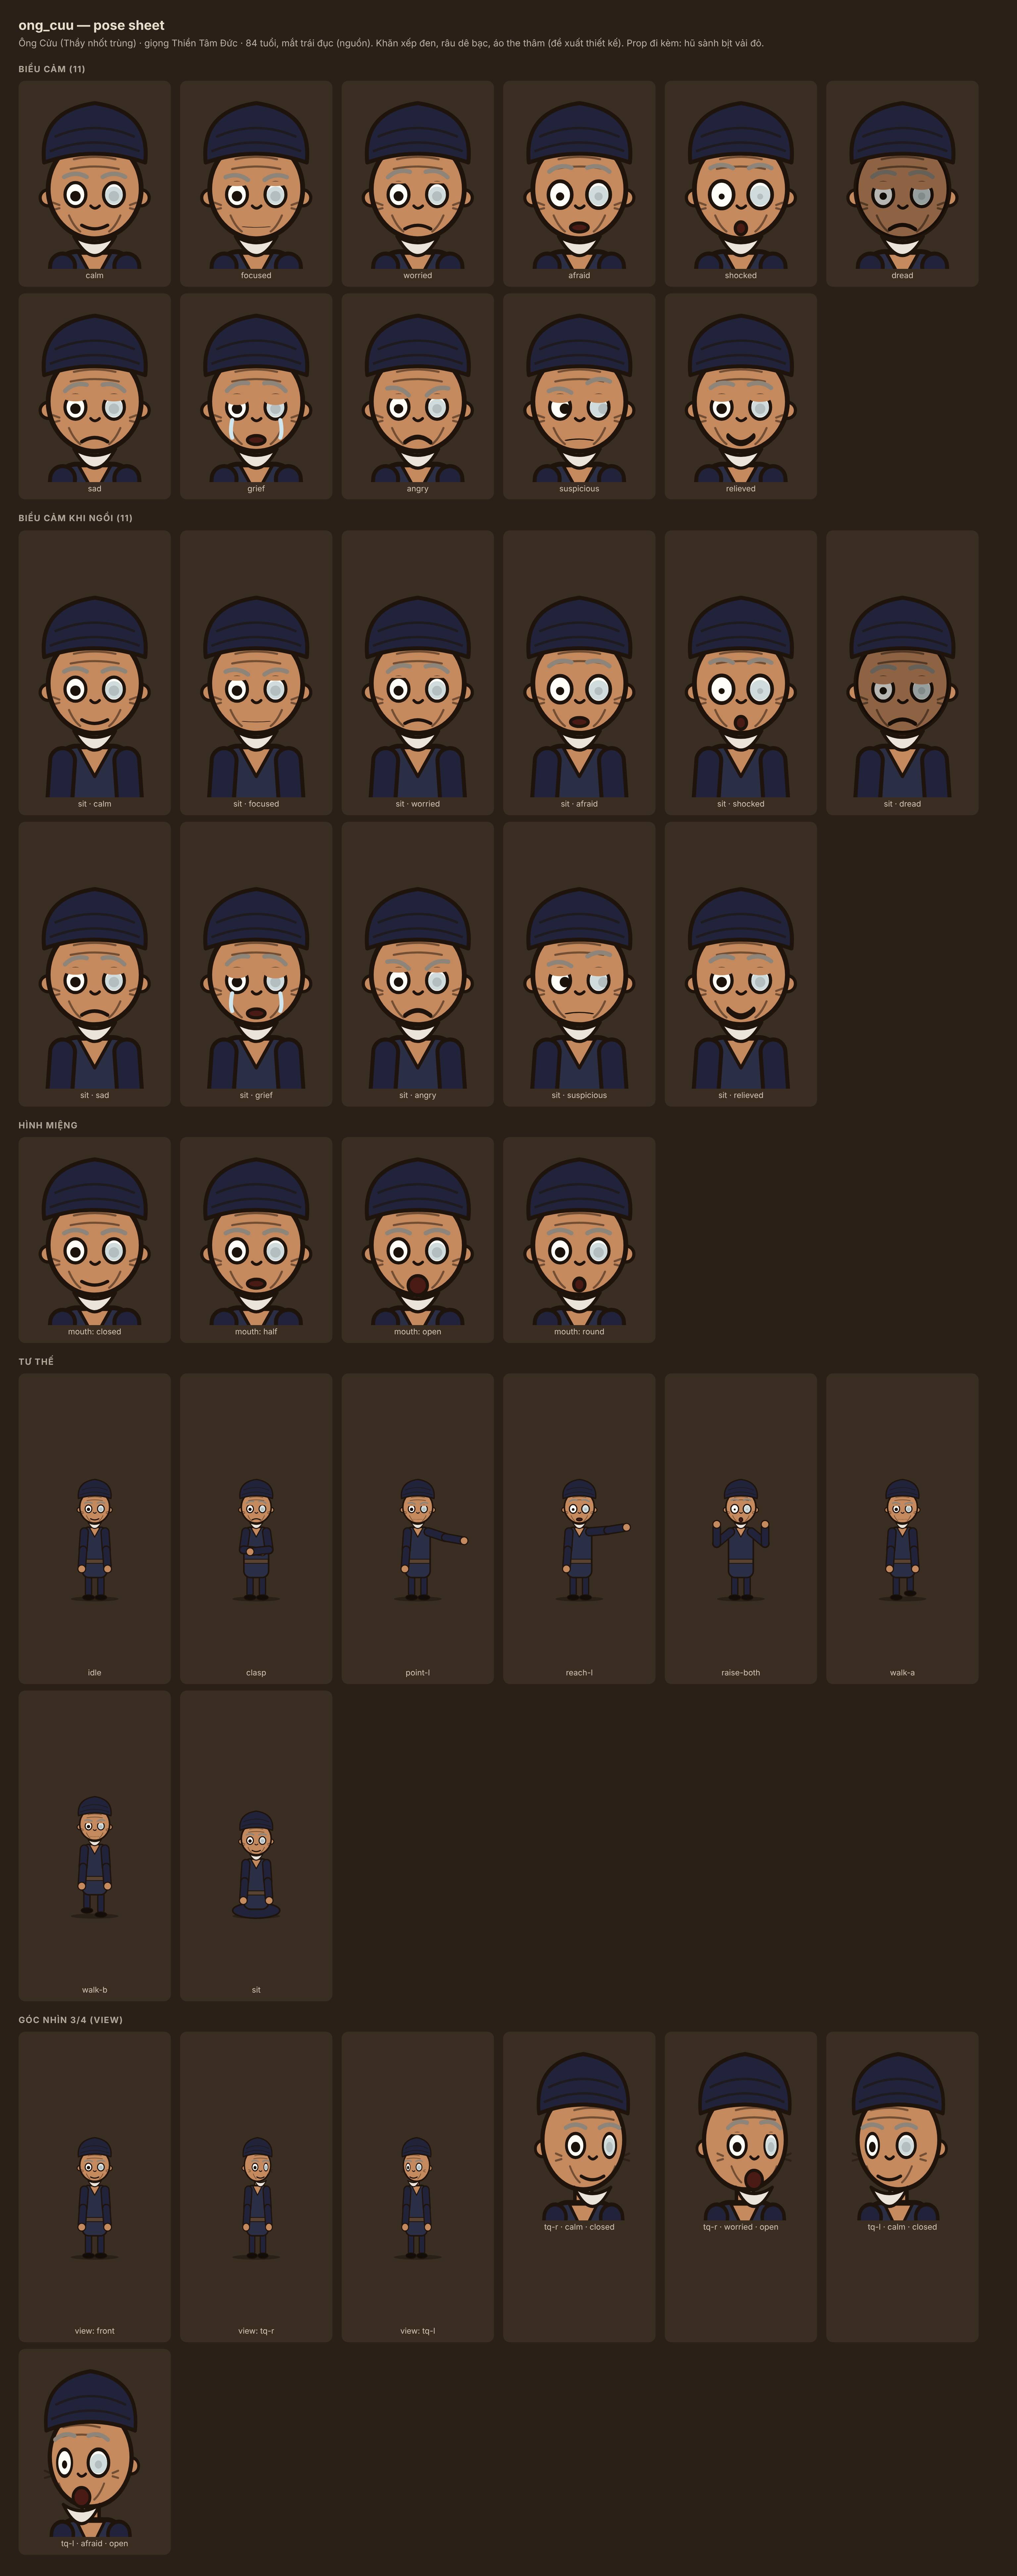 ong_cuu — pose sheet
Ông Cửu (Thầy nhốt trùng) · giọng Thiền Tâm Đức · 84 tuổi, mắt trái đục (nguồn). Khăn xếp đen, râu dê bạc, áo the thâm (đề xuất thiết kế). Prop đi kèm: hũ sành bịt vải đỏ.
BIỂU CẢM (11)
calm
focused
worried
afraid
shocked
dread
sad
grief
angry
suspicious
relieved
BIỂU CẢM KHI NGỒI (11)
sit · calm
sit · focused
sit · worried
sit · afraid
sit · shocked
sit · dread
sit · sad
sit · grief
sit · angry
sit · suspicious
sit · relieved
HÌNH MIỆNG
mouth: closed
mouth: half
mouth: open
mouth: round
TƯ THẾ
idle
clasp
point-l
reach-l
raise-both
walk-a
walk-b
sit
GÓC NHÌN 3/4 (VIEW)
view: front
view: tq-r
view: tq-l
tq-r · calm · closed
tq-r · worried · open
tq-l · calm · closed
tq-l · afraid · open